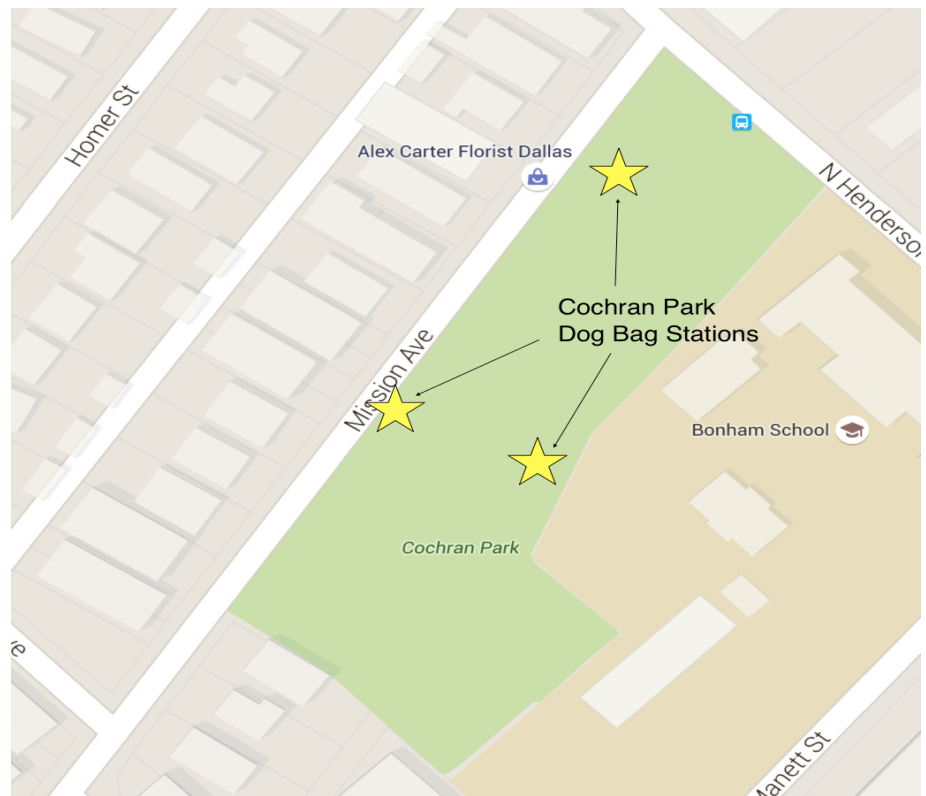 Homer St
Alex Carter Florist Dallas
N Henderson
Cochran Park
Dog Bag Stations
Mission Ave
Bonham School
Cochran Park
ve
Manett St